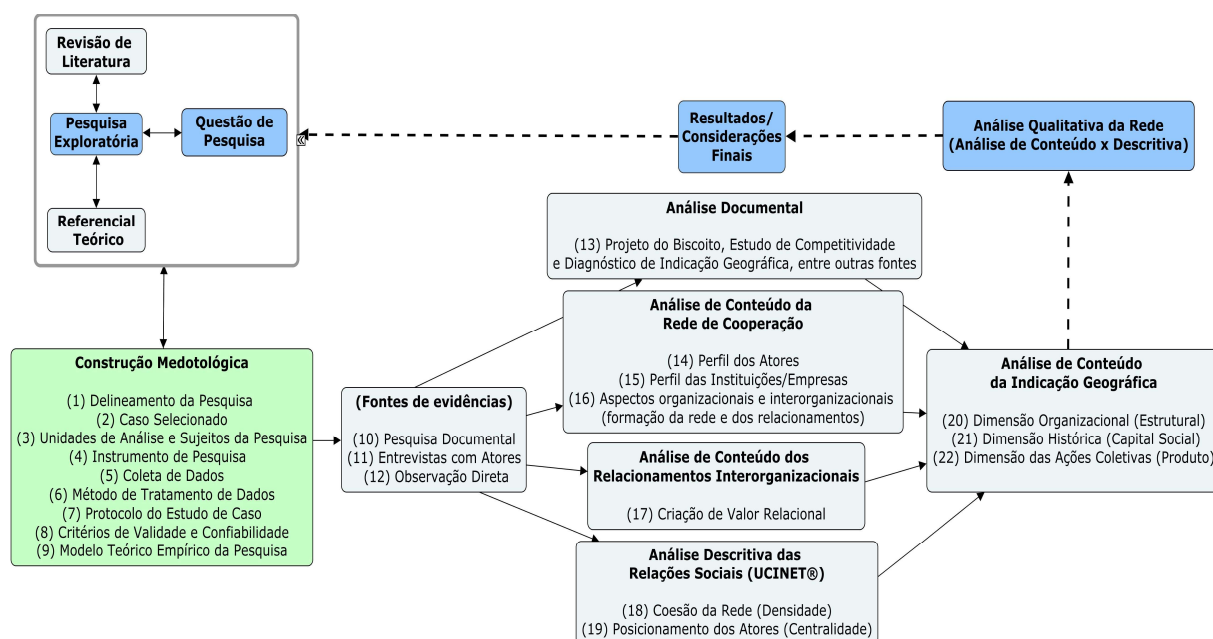 Revisão de
Literatura
Pesquisa
Exploratória
Questão de
Pesquisa
Referencial
Teórico
Resultados/
Considerações
Finais
Análise Qualitativa da Rede
(Análise de Conteúdo x Descritiva)
Construção Medotológica
(1) Delineamento da Pesquisa
(2) Caso Selecionado
(3) Unidades de Análise e Sujeitos da Pesquisa
(4) Instrumento de Pesquisa
(5) Coleta de Dados
(6) Método de Tratamento de Dados
(7) Protocolo do Estudo de Caso
(8) Critérios de Validade e Confiabilidade
(9) Modelo Teórico Empírico da Pesquisa
(Fontes de evidências)
(10) Pesquisa Documental
(11) Entrevistas com Atores
(12) Observação Direta
Análise Documental
(13) Projeto do Biscoito, Estudo de Competitividade
e Diagnóstico de Indicação Geográfica, entre outras fontes
Análise de Conteúdo da
Rede de Cooperação
(14) Perfil dos Atores
(15) Perfil das Instituições/Empresas
(16) Aspectos organizacionais e interorganizacionais
(formação da rede e dos relacionamentos)
Análise de Conteúdo dos
Relacionamentos Interorganizacionais
(17) Criação de Valor Relacional
Análise Descritiva das
Relações Sociais (UCINET®)
(18) Coesão da Rede (Densidade)
(19) Posicionamento dos Atores (Centralidade)
Análise de Conteúdo
da Indicação Geográfica
(20) Dimensão Organizacional (Estrutural)
(21) Dimensão Histórica (Capital Social)
(22) Dimensão das Ações Coletivas (Produto)